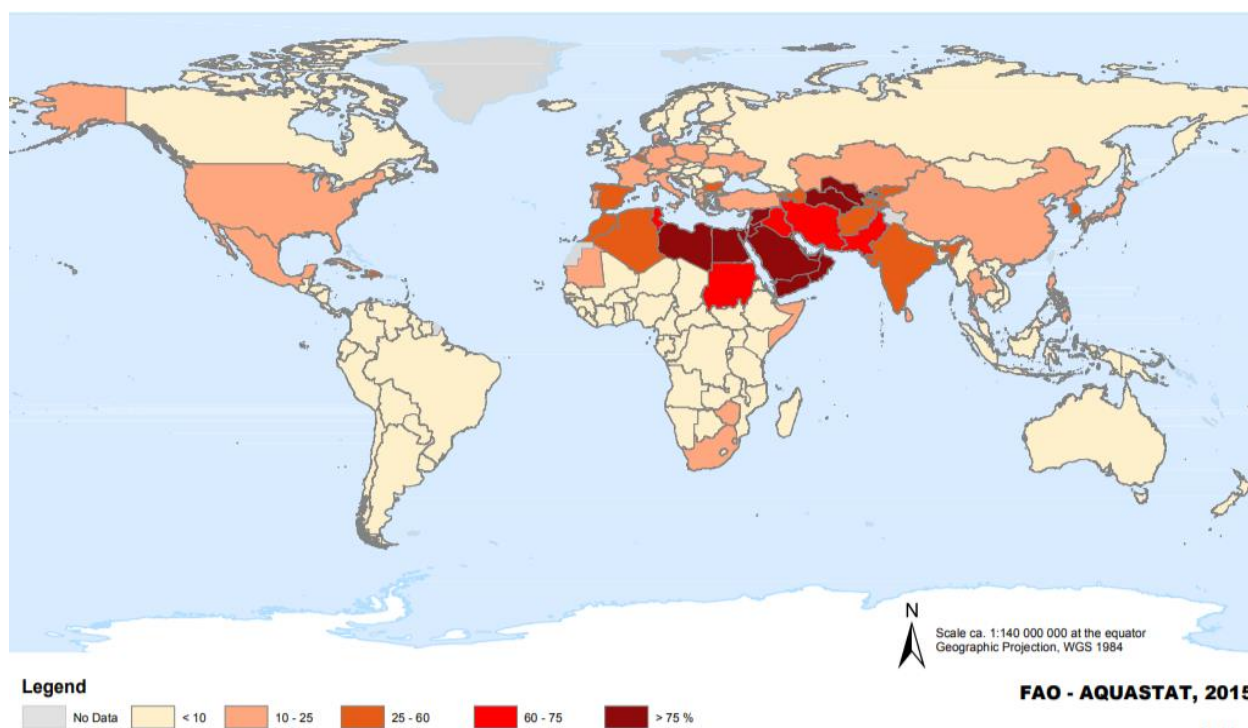 N
Scale ca. 1:140 000 000 at the equator
Geographic Projection, WGS 1984
Legend
FAO - AQUASTAT, 2015
No Data < 10 10 - 25 25 - 60 60 - 75 > 75 %